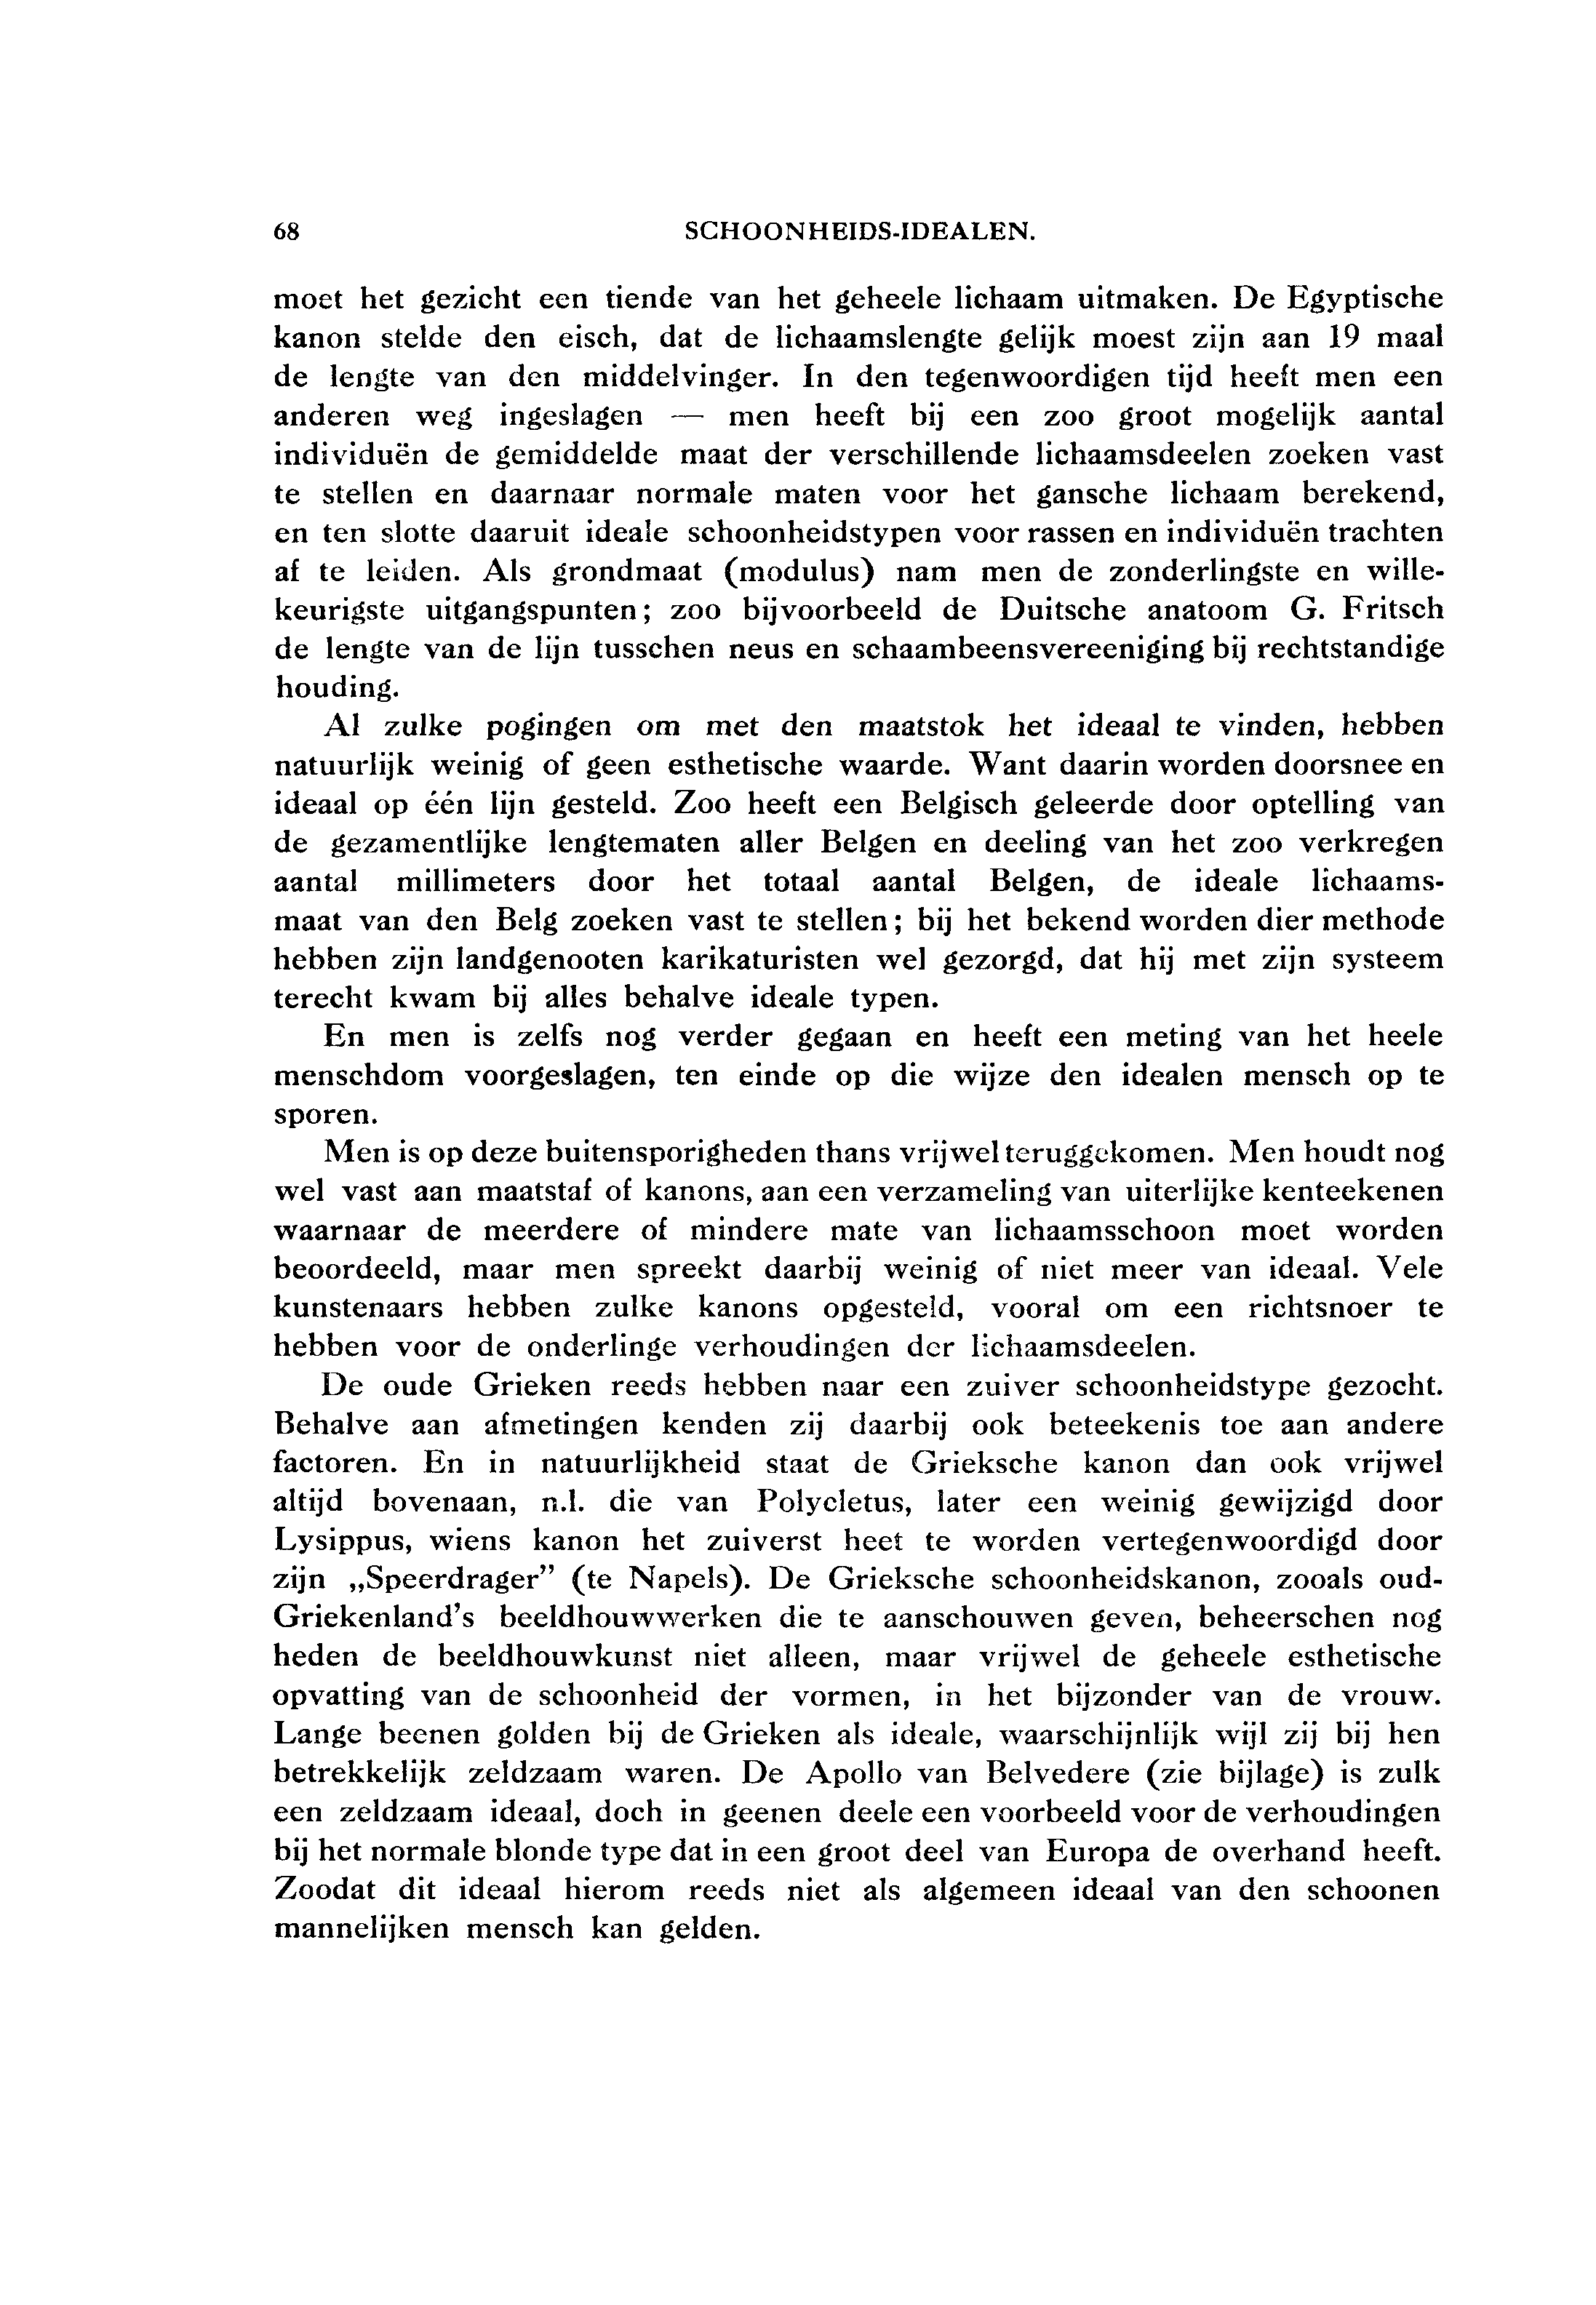 68 SCHOONHEIDS-IDEALEN.
moet het gezicht een tiende van het geheele lichaam uitmaken. De Egyptische
kanon stelde den eisch, dat de lichaamslengte gelijk moest zijn aan 19 maal
de lengte van den middelvinger. In den tegenwoordigen tijd heeft men een
anderen weg ingeslagen — men heeft bij een zoo groot mogelijk aantal
individuën de gemiddelde maat der verschillende lichaamsdeelen zoeken vast
te stellen en daarnaar normale maten voor het gansche lichaam berekend,
en ten slotte daaruit ideale schoonheidstypen voor rassen en individuën trachten
af te leiden. Als grondmaat (modulus) nam men de zonderlingste en wille-
keurigste uitgangspunten; zoo bijvoorbeeld de Duitsche anatoom G. Fritsch
de lengte van de lijn tusschen neus en schaambeensvereeniging bij rechtstandige
houding.
Al zulke pogingen om met den maatstok het ideaal te vinden, hebben
natuurlijk weinig of geen esthetische waarde. Want daarin worden doorsnee en
ideaal op één lijn gesteld. Zoo heeft een Belgisch geleerde door optelling van
de gezamentlijke lengtematen aller Belgen en deeling van het zoo verkregen
aantal millimeters door het totaal aantal Belgen, de ideale lichaams-
maat van den Belg zoeken vast te stellen; bij het bekend worden dier methode
hebben zijn landgenooten karikaturisten wel gezorgd, dat hij met zijn systeem
terecht kwam bij alles behalve ideale typen.
En men is zelfs nog verder gegaan en heeft een meting van het heele
menschdom voorgeslagen, ten einde op die wijze den idealen mensch op te
sporen.
Men is op deze buitensporigheden thans vrijwel teruggekomen. Men houdt nog
wel vast aan maatstaf of kanons, aan een verzameling van uiterlijke kenteekenen
waarnaar de meerdere of mindere mate van lichaamsschoon moet worden
beoordeeld, maar men spreekt daarbij weinig of niet meer van ideaal. Vele
kunstenaars hebben zulke kanons opgesteld, vooral om een richtsnoer te
hebben voor de onderlinge verhoudingen der lichaamsdeelen.
De oude Grieken reeds hebben naar een zuiver schoonheidstype gezocht.
Behalve aan afmetingen kenden zij daarbij ook beteekenis toe aan andere
factoren. En in natuurlijkheid staat de Grieksche kanon dan ook vrijwel
altijd bovenaan, n.l. die van Polycletus, later een weinig gewijzigd door
Lysippus, wiens kanon het zuiverst heet te worden vertegenwoordigd door
zijn „Speerdrager” (te Napels). De Grieksche schoonheidskanon, zooals oud-
Griekenland's beeldhouwwerken die te aanschouwen geven, beheerschen nog
heden de beeldhouwkunst niet alleen, maar vrijwel de geheele esthetische
opvatting van de schoonheid der vormen, in het bijzonder van de vrouw.
Lange beenen golden bij de Grieken als ideale, waarschijnlijk wijl zij bij hen
betrekkelijk zeldzaam waren. De Apollo van Belvedere (zie bijlage) is zulk
een zeldzaam ideaal, doch in geenen deele een voorbeeld voor de verhoudingen
bij het normale blonde type dat in een groot deel van Europa de overhand heeft.
Zoodat dit ideaal hierom reeds niet als algemeen ideaal van den schoonen
mannelijken mensch kan gelden.